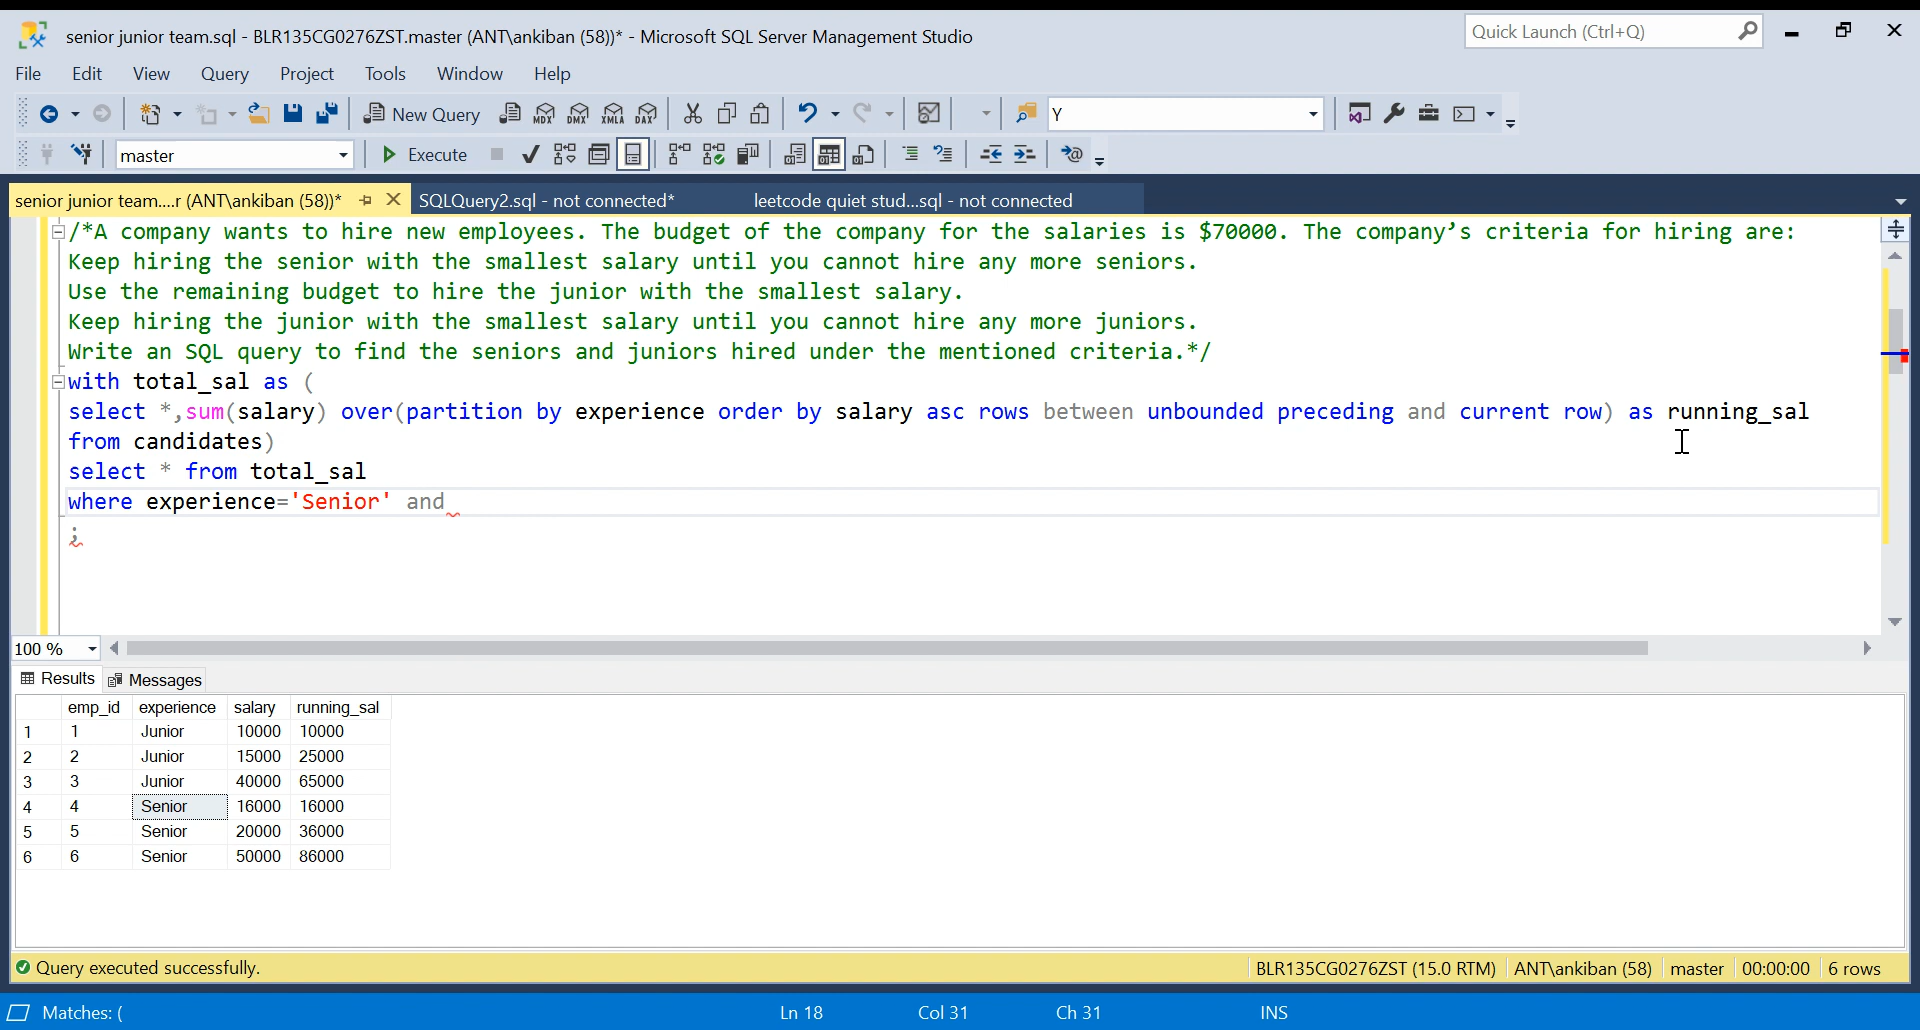 senior junior team.sql - BLR135CG0276ZST.master (ANT\ankiban (58))* - Microsoft SQL Server Management Studio
Quick Launch (Ctrl+Q)
File Edit View Query Project Tools Window Help
New Query MDX DMX XMLA DAX Y
master Execute
senior junior team....r (ANT\ankiban (58))* SQLQuery2.sql - not connected* leetcode quiet stud...sql - not connected
/*A company wants to hire new employees. The budget of the company for the salaries is $70000. The company’s criteria for hiring are:
Keep hiring the senior with the smallest salary until you cannot hire any more seniors.
Use the remaining budget to hire the junior with the smallest salary.
Keep hiring the junior with the smallest salary until you cannot hire any more juniors.
Write an SQL query to find the seniors and juniors hired under the mentioned criteria.*/
with total_sal as (
select *,sum(salary) over(partition by experience order by salary asc rows between unbounded preceding and current row) as running_sal
from candidates)
select * from total_sal
where experience='Senior' and
;
100 %
Results Messages
emp_id experience salary running_sal
1 1 Junior 10000 10000
2 2 Junior 15000 25000
3 3 Junior 40000 65000
4 4 Senior 16000 16000
5 5 Senior 20000 36000
6 6 Senior 50000 86000
Query executed successfully. BLR135CG0276ZST (15.0 RTM) ANT\ankiban (58) master 00:00:00 6 rows
Matches: ( Ln 18 Col 31 Ch 31 INS